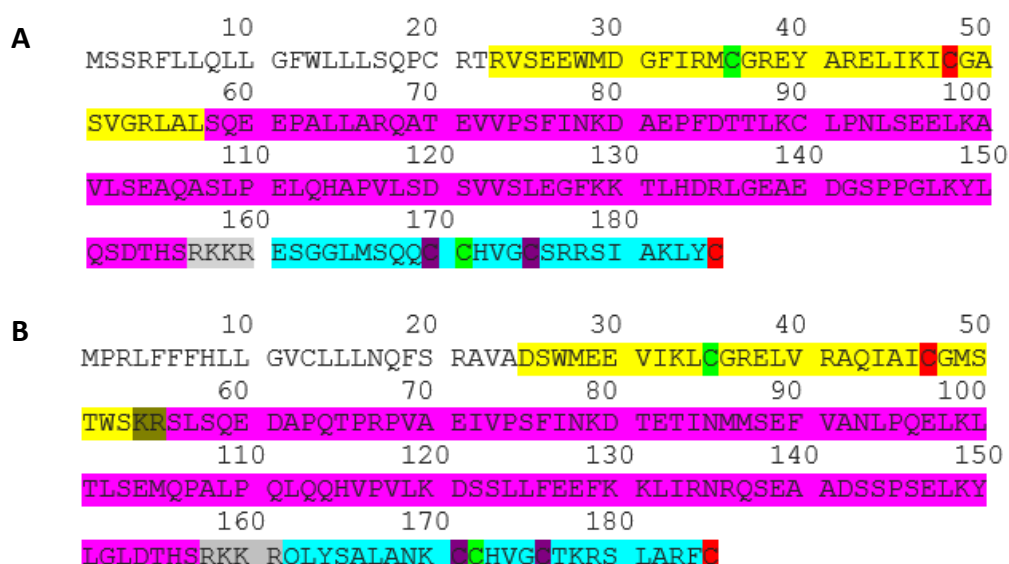 A
10 20 30 40 50
MSSRFLLQLL GFWLLLSQPC RTRVSEEWMD GFIRMCGREY ARELIKICGA
60 70 80 90 100
SVGRLALSQE EPALLARQAT EVVPSFINKD AEPFDTTLKC LPNLSEELKA
110 120 130 140 150
VLSEAQASLP ELQHAPVLSD SVVSLEGFKK TLHDRLGEAE DGSPPGLKYL
160 170 180
QSDTHSRKKR ESGGLMSQQC CHVGCSRRSI AKLYC
B
10 20 30 40 50
MPRLFFFHLL GVCLLLNQFS RAVADSWMEE VIKLCGRELV RAQIAICGMS
60 70 80 90 100
TWSKRSLSQE DAPQTPRPVA EIVPSFINKD TETINMMSEF VANLPQELKL
110 120 130 140 150
TLSEMQPALP QLQQHVPVLK DSSLLFEEFK KLIRNRQSEA ADSSPSELKY
160 170 180
LGLDTHSRKK RQLYSALANK CCHVGCTKRS LARFC